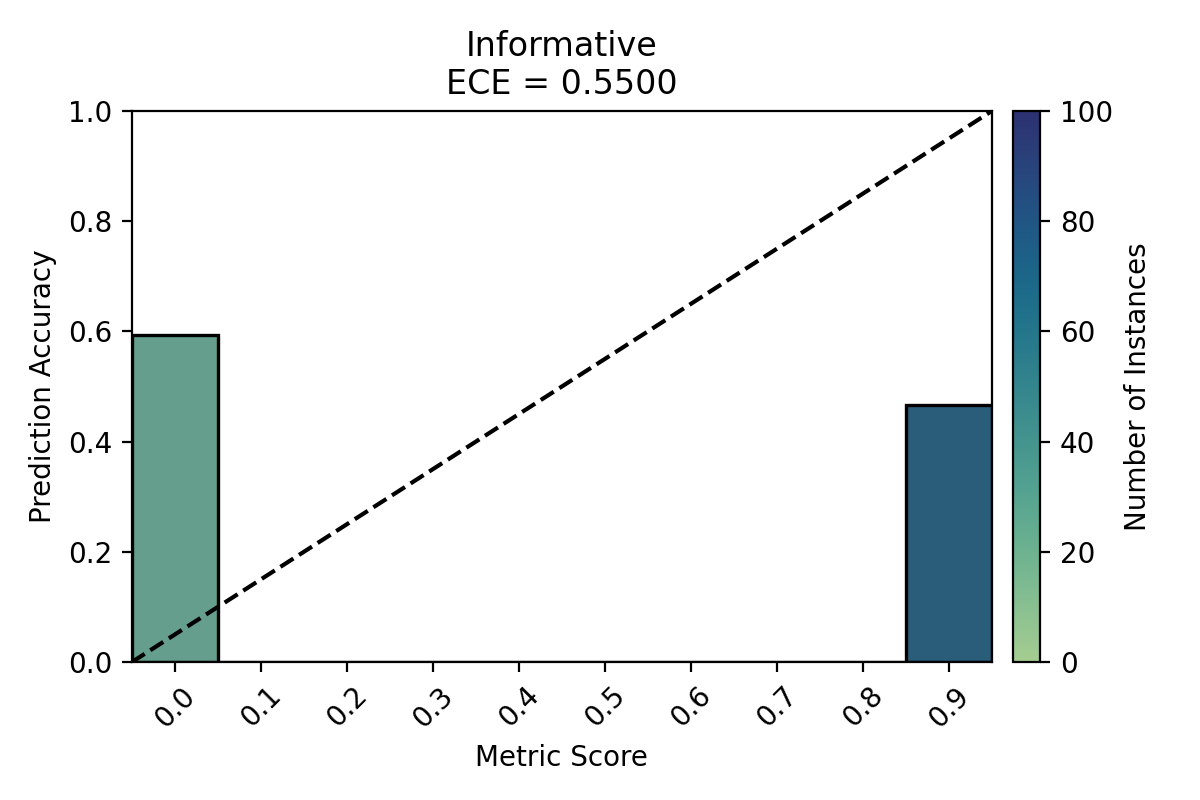 Informative
ECE = 0.5500
1.0
0.8
0.6
0.4
0.2
0.0
Prediction Accuracy
0.0 0.1 0.2 0.3 0.4 0.5 0.6 0.7 0.8 0.9
Metric Score
100
80
60
40
20
0
Number of Instances